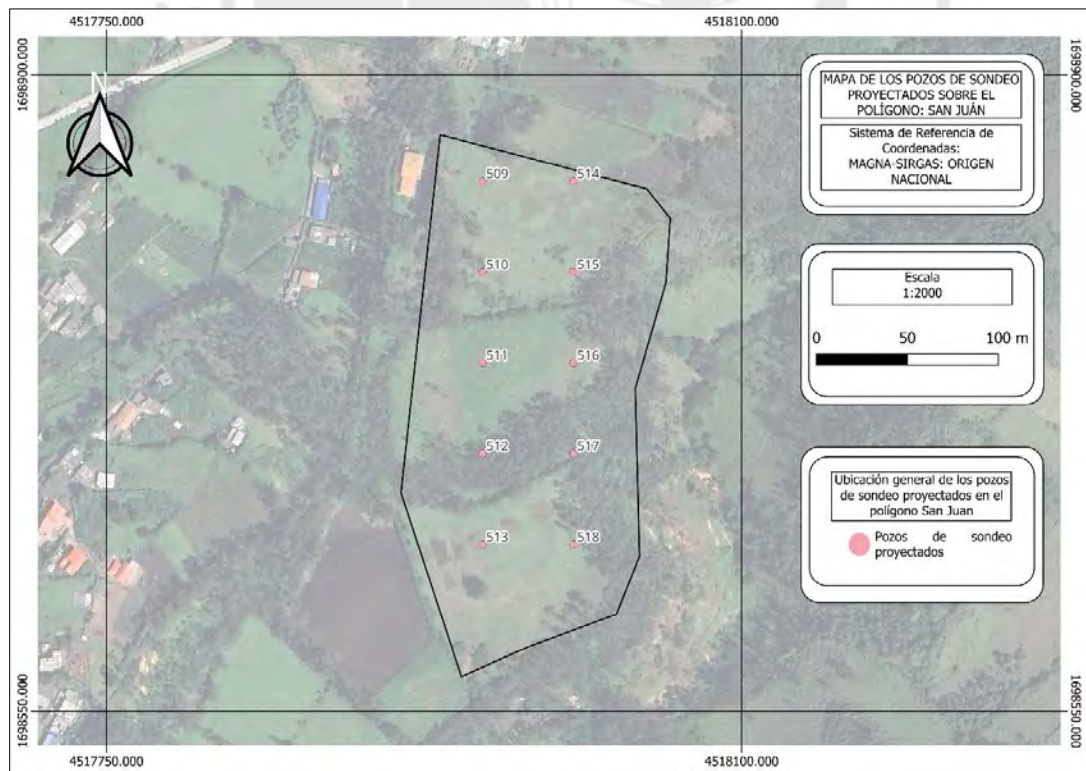 4517750.000
4518100.000
1698900.000
1698900.000
N
MAPA DE LOS POZOS DE SONDEO
PROYECTADOS SOBRE EL
POLÍGONO: SAN JUÁN
Sistema de Referencia de
Coordenadas:
MAGNA-SIRGAS: ORIGEN
NACIONAL
509
514
510
515
Escala
1:2000
0 50 100 m
511
516
512
517
Ubicación general de los pozos
de sondeo proyectados en el
polígono San Juan
Pozos de sondeo
proyectados
513
518
1698550.000
1698550.000
4517750.000
4518100.000